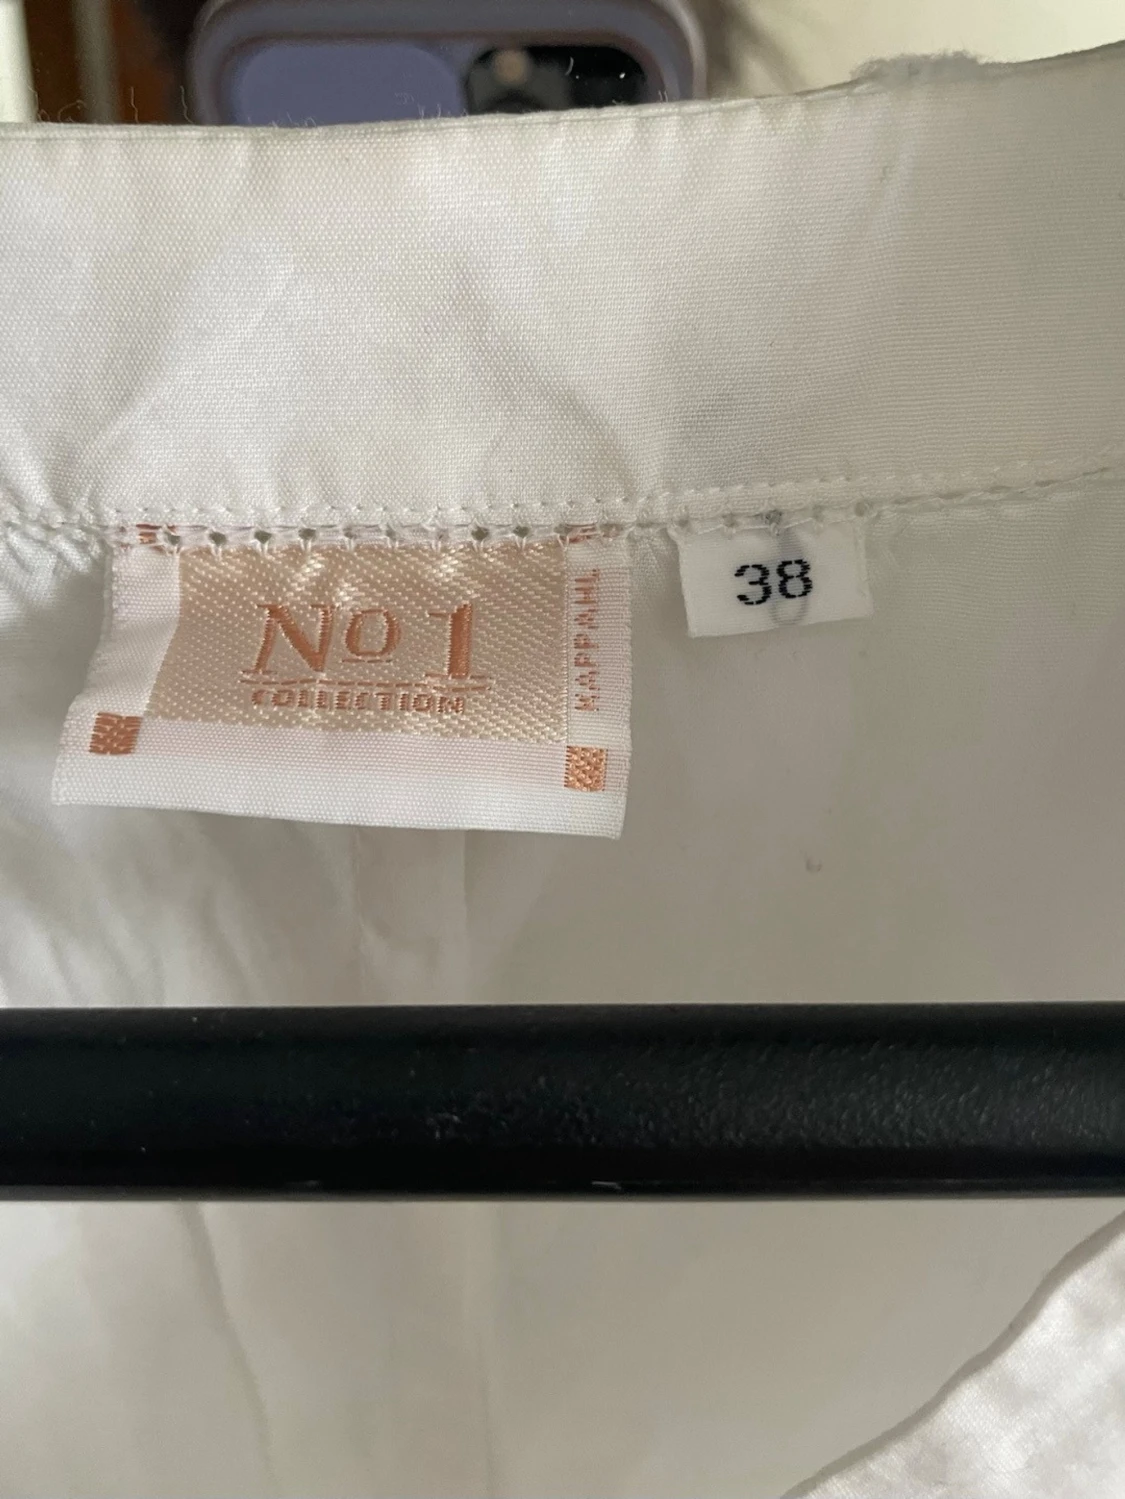 No 1
COLLECTION
KAPPAHL
38